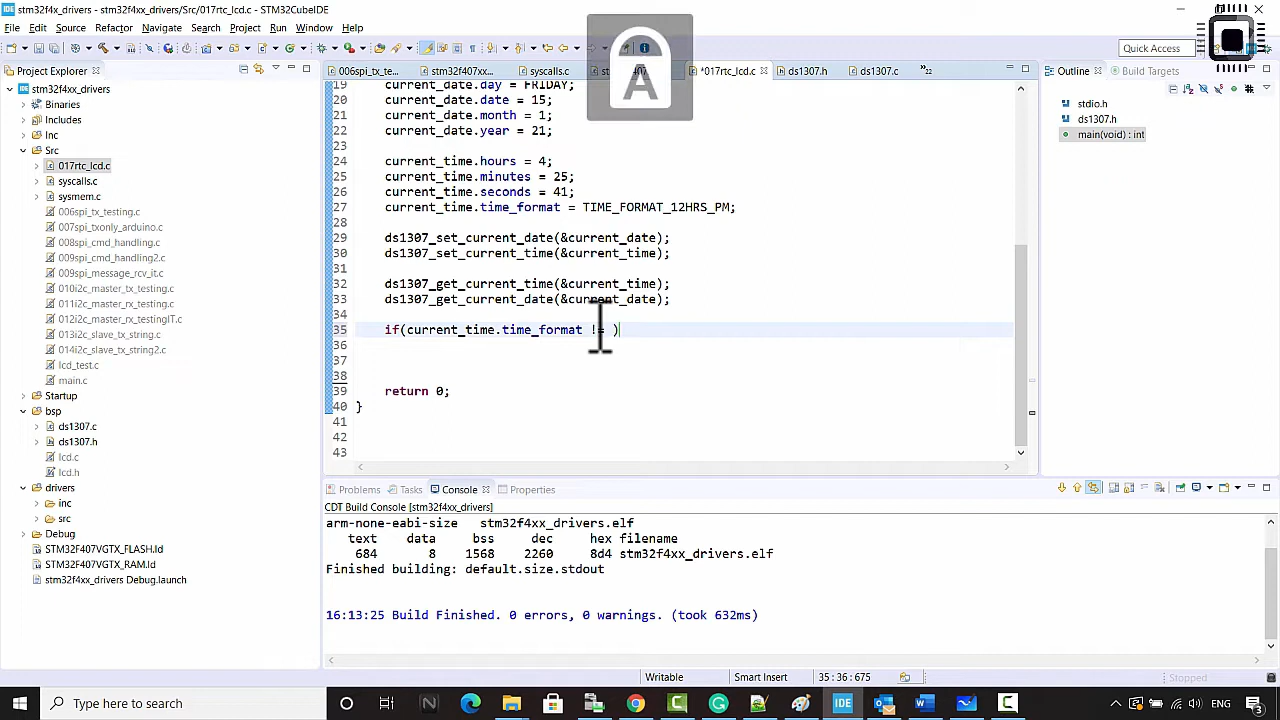 IDE stm32f4xx_drivers - stm32f4xx_drivers/Src/017rtc_lcd.c - STM32CubeIDE
File Edit Source Refactor Navigate Search Project Run Window Help
A
Quick Access
Project Explorer
stm32f4xx_drivers
Binaries
Includes
Inc
Src
017rtc_lcd.c
syscalls.c
sysmem.c
006spi_tx_testing.c
007spi_txonly_arduino.c
008spi_cmd_handling.c
009spi_cmd_handling2.c
009spi_message_rcv_it.c
010i2c_master_tx_testing.c
011i2c_master_rx_testing.c
012i2c_master_rx_testingIT.c
013i2c_slave_tx_string.c
014i2c_slave_tx_string2.c
lcd_test.c
main.c
Startup
bsp
ds1307.c
ds1307.h
lcd.c
lcd.h
drivers
inc
src
Debug
STM32F407VGTX_FLASH.ld
STM32F407VGTX_RAM.ld
stm32f4xx_drivers Debug.launch
006spi_tx_te... stm32f407xx... syscalls.c *017rtc_lcd.c ds1307.h ds1307.c »22
19 current_date.day = FRIDAY;
20 current_date.date = 15;
21 current_date.month = 1;
22 current_date.year = 21;
23
24 current_time.hours = 4;
25 current_time.minutes = 25;
26 current_time.seconds = 41;
27 current_time.time_format = TIME_FORMAT_12HRS_PM;
28
29 ds1307_set_current_date(&current_date);
30 ds1307_set_current_time(&current_time);
31
32 ds1307_get_current_time(&current_time);
33 ds1307_get_current_date(&current_date);
34
35 if(current_time.time_format != )
36
37
38
39 return 0;
40 }
41
42
43
Outline Build Targets
stdio.h
ds1307.h
main(void) : int
Problems Tasks Console Properties
CDT Build Console [stm32f4xx_drivers]
arm-none-eabi-size stm32f4xx_drivers.elf
text data bss dec hex filename
684 8 1568 2260 8d4 stm32f4xx_drivers.elf
Finished building: default.size.stdout
16:13:25 Build Finished. 0 errors, 0 warnings. (took 632ms)
Writable Smart Insert 35 : 36 : 675 Stopped
Type here to search
IDE
ENG
3